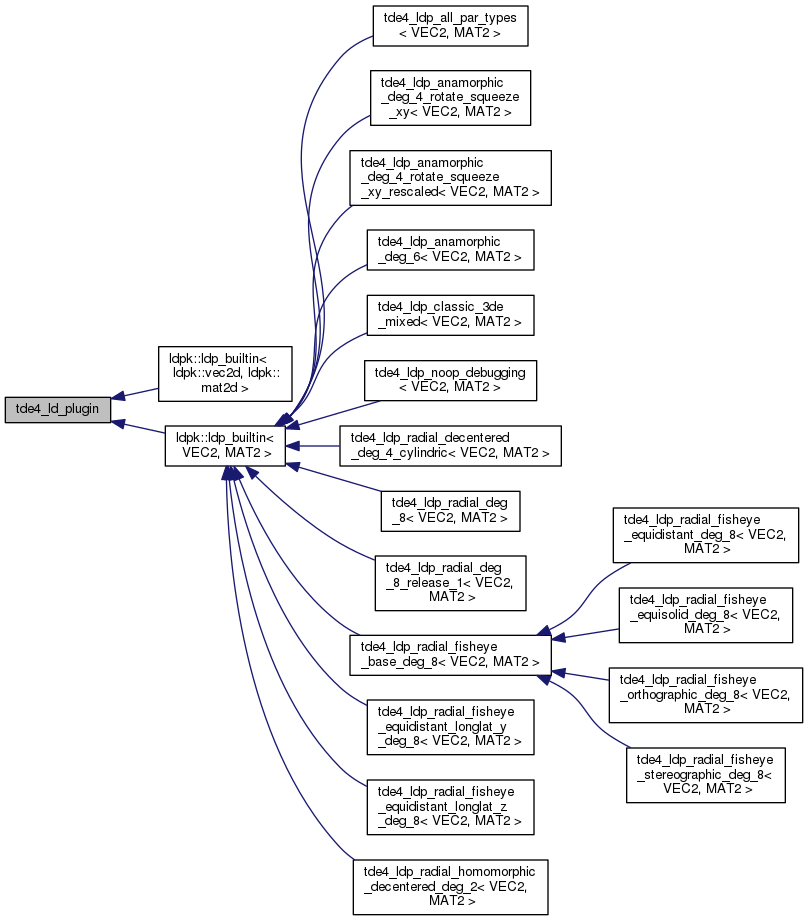 tde4_ldp_all_par_types
< VEC2, MAT2 >
tde4_ldp_anamorphic
_deg_4_rotate_squeeze
_xy< VEC2, MAT2 >
tde4_ldp_anamorphic
_deg_4_rotate_squeeze
_xy_rescaled< VEC2, MAT2 >
tde4_ldp_anamorphic
_deg_6< VEC2, MAT2 >
tde4_ldp_classic_3de
_mixed< VEC2, MAT2 >
ldpk::ldp_builtin<
ldpk::vec2d, ldpk::
mat2d >
tde4_ldp_noop_debugging
< VEC2, MAT2 >
tde4_ld_plugin
ldpk::ldp_builtin<
VEC2, MAT2 >
tde4_ldp_radial_decentered
_deg_4_cylindric< VEC2, MAT2 >
tde4_ldp_radial_deg
_8< VEC2, MAT2 >
tde4_ldp_radial_deg
_8_release_1< VEC2,
MAT2 >
tde4_ldp_radial_fisheye
_base_deg_8< VEC2, MAT2 >
tde4_ldp_radial_fisheye
_equidistant_deg_8< VEC2,
MAT2 >
tde4_ldp_radial_fisheye
_equisolid_deg_8< VEC2,
MAT2 >
tde4_ldp_radial_fisheye
_orthographic_deg_8< VEC2,
MAT2 >
tde4_ldp_radial_fisheye
_stereographic_deg_8<
VEC2, MAT2 >
tde4_ldp_radial_fisheye
_equidistant_longlat_y
_deg_8< VEC2, MAT2 >
tde4_ldp_radial_fisheye
_equidistant_longlat_z
_deg_8< VEC2, MAT2 >
tde4_ldp_radial_homomorphic
_decentered_deg_2< VEC2,
MAT2 >